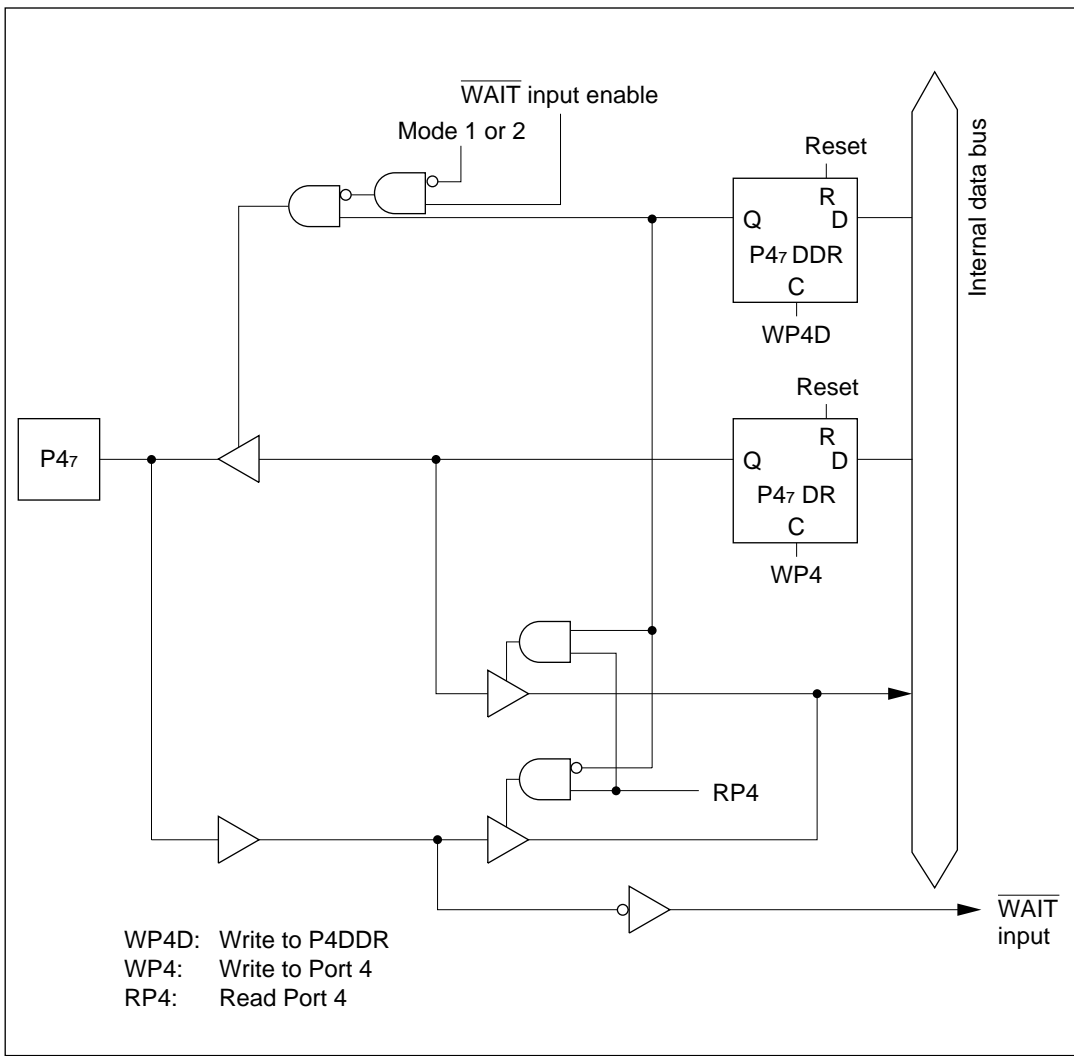 WAIT input enable
Mode 1 or 2
Reset
R
Q D
P47 DDR
C
WP4D
Internal data bus
Reset
R
Q D
P47 DR
C
WP4
P47
RP4
WAIT
input
WP4D: Write to P4DDR
WP4: Write to Port 4
RP4: Read Port 4